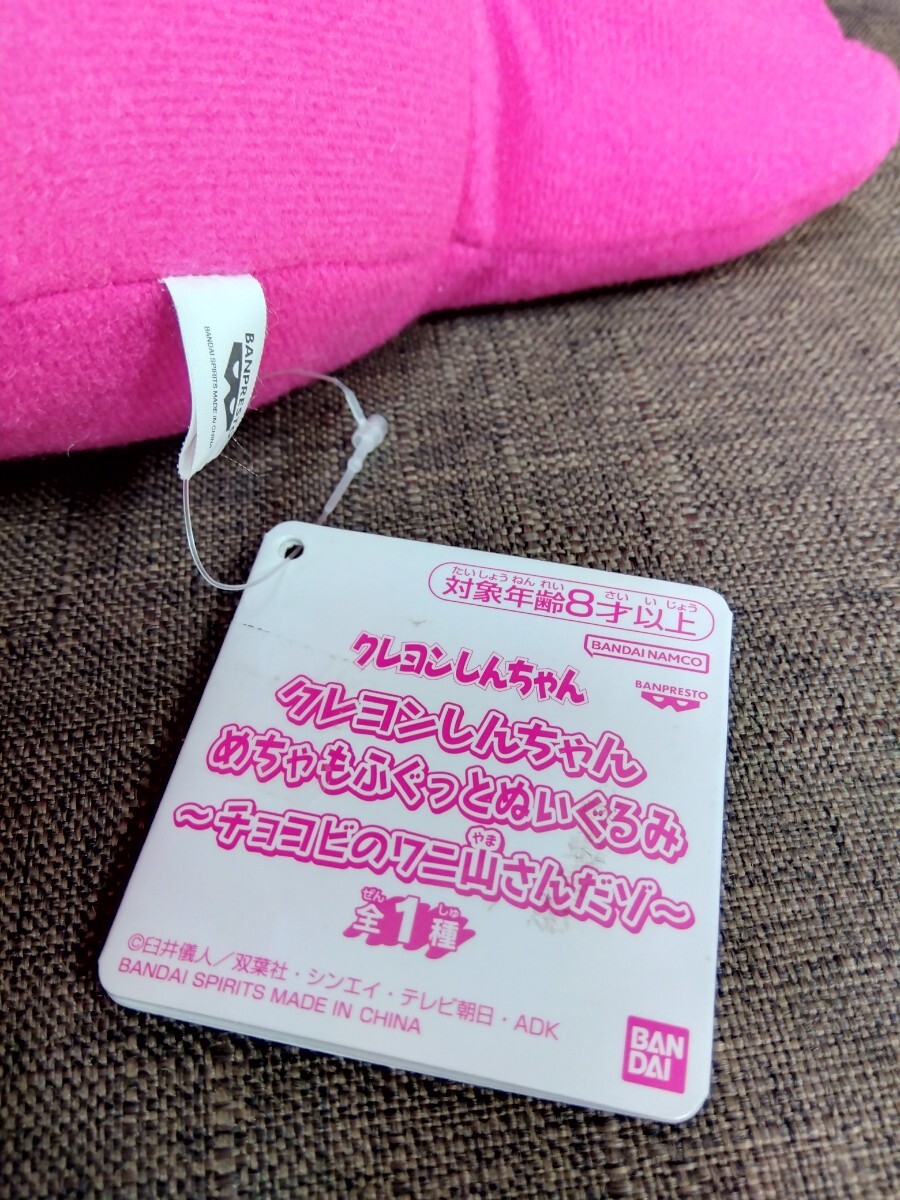 BANPRESTO
BANDAI SPIRITS MADE IN CHINA
たいしょうねんれい さいいじょう
対象年齢8才以上
BANDAI NAMCO
BANPRESTO
クレヨンしんちゃん
クレヨンしんちゃん
めちゃもふぐっとぬいぐるみ
やま
～チョコビのワニ山さんだゾ～
ぜん しゅ
全1種
©臼井儀人／双葉社・シンエイ・テレビ朝日・ADK
BANDAI SPIRITS MADE IN CHINA
BAN
DAI